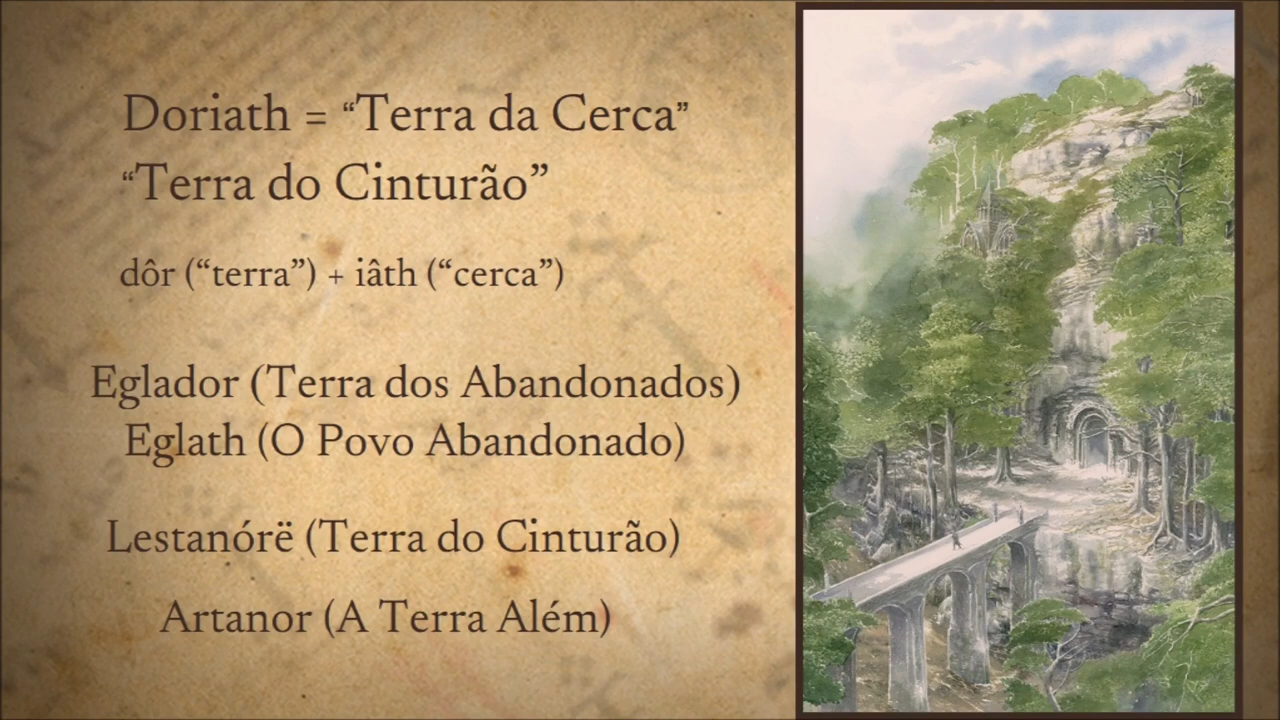 Doriath = “Terra da Cerca”
“Terra do Cinturão”
dôr (“terra”) + iâth (“cerca”)
Eglador (Terra dos Abandonados)
Eglath (O Povo Abandonado)
Lestanórë (Terra do Cinturão)
Artanor (A Terra Além)